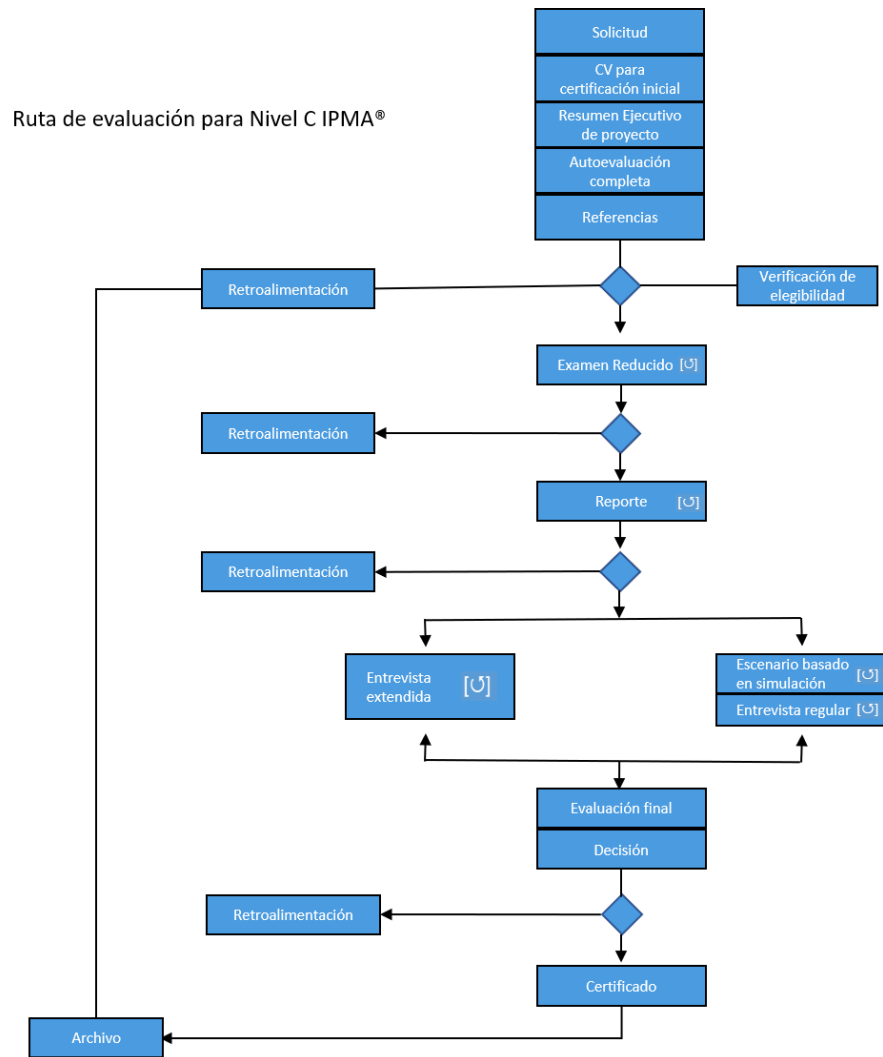 Solicitud
CV para
certificación inicial
Ruta de evaluación para Nivel C IPMA®
Resumen Ejecutivo
de proyecto
Autoevaluación
completa
Referencias
Retroalimentación
Verificación de
elegibilidad
Examen Reducido [↺]
Retroalimentación
Reporte [↺]
Retroalimentación
Entrevista
extendida [↺]
Escenario basado
en simulación [↺]
Entrevista regular [↺]
Evaluación final
Decisión
Retroalimentación
Certificado
Archivo